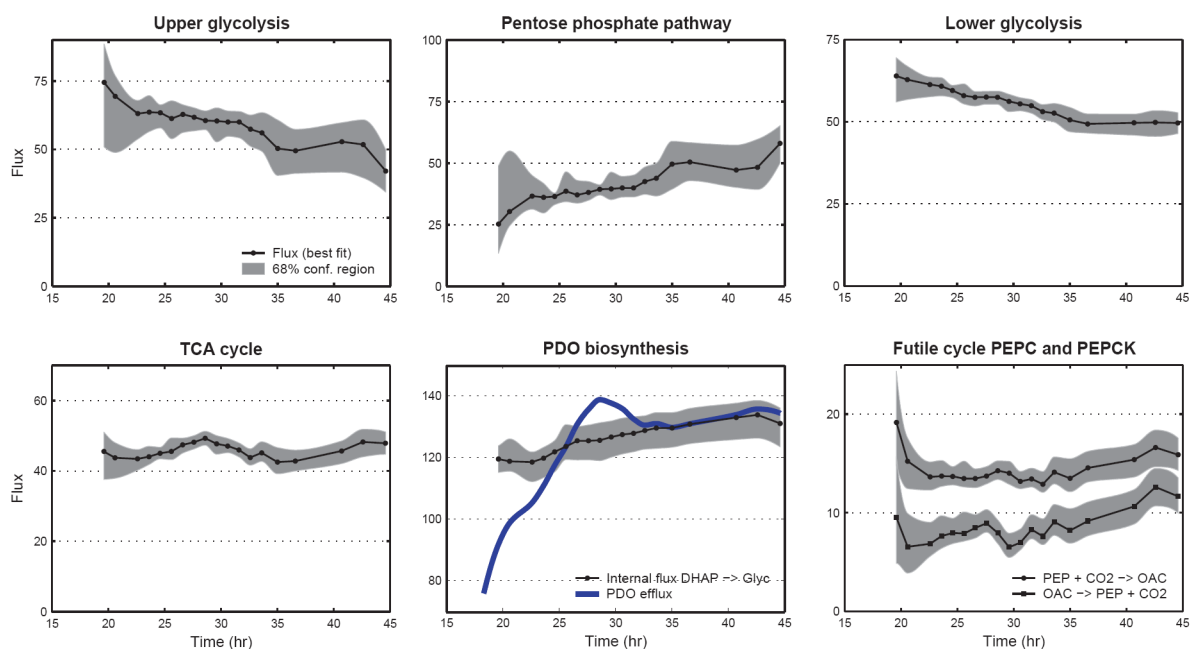 Upper glycolysis
Flux
100
75
50
25
0
15 20 25 30 35 40 45
Flux (best fit)
68% conf. region
Pentose phosphate pathway
100
75
50
25
0
15 20 25 30 35 40 45
Lower glycolysis
75
50
25
0
15 20 25 30 35 40 45
TCA cycle
Flux
60
40
20
0
15 20 25 30 35 40 45
Time (hr)
PDO biosynthesis
140
120
100
80
15 20 25 30 35 40 45
Internal flux DHAP -> Glyc
PDO efflux
Time (hr)
Futile cycle PEPC and PEPCK
20
10
0
15 20 25 30 35 40 45
PEP + CO2 -> OAC
OAC -> PEP + CO2
Time (hr)